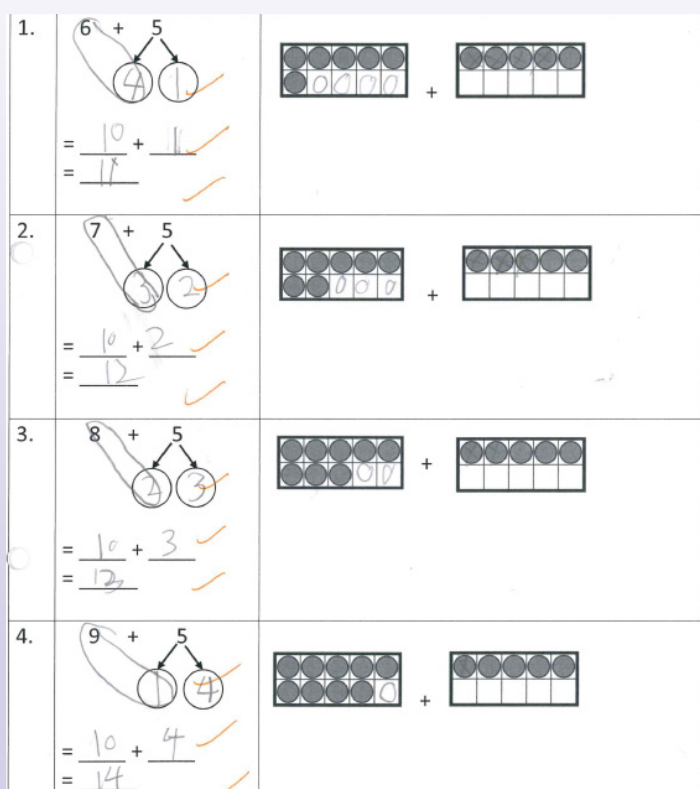 1.
6 + 5
4 1
+
= 10 + 1
= 11
2.
7 + 5
3 2
+
= 10 + 2
= 12
3.
8 + 5
2 3
+
= 10 + 3
= 13
4.
9 + 5
1 4
+
= 10 + 4
= 14